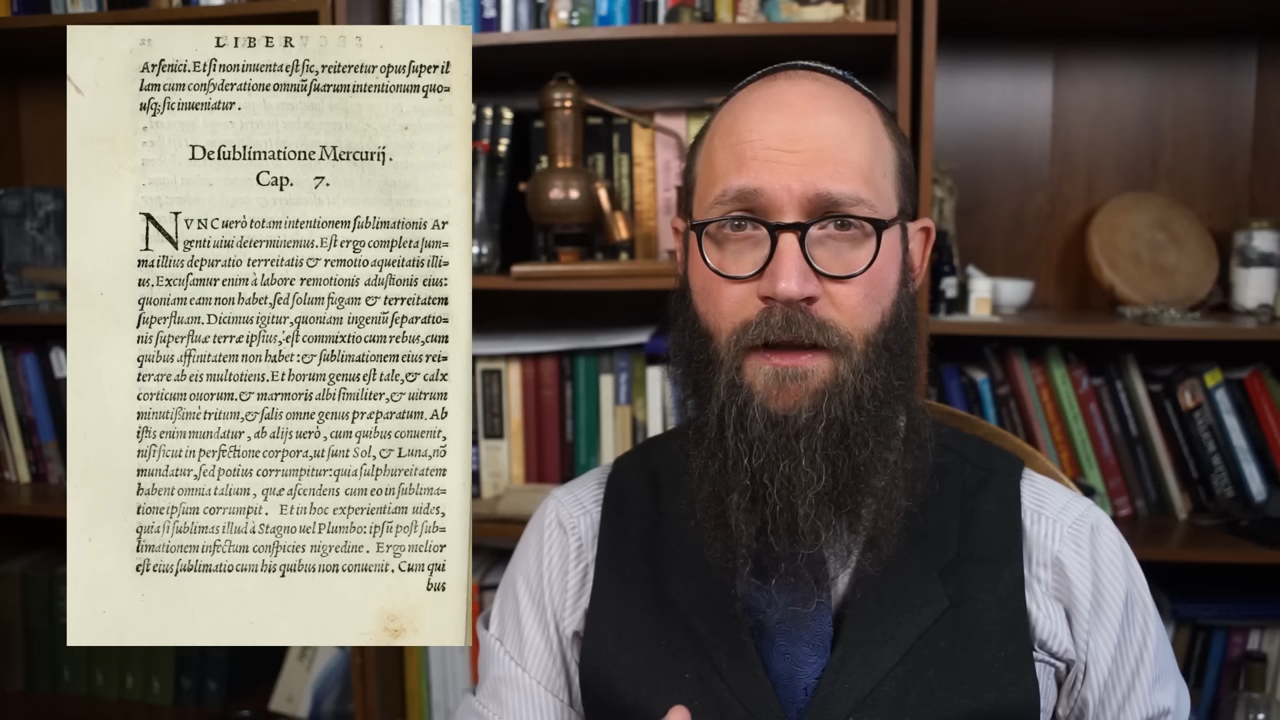 LIBER
Arſenici. Et ſi non inuenta eſt ſic, reiteretur opus ſuper il
lam cum conſyderatione omniũ ſuarum intentionum quo=
uſq; ſic inueniatur.
De ſublimatione Mercurij.
Cap. 7.
NVNC uerò totam intentionem ſublimationis Ar
genti uiui determinemus. Eſt ergo completa ſum=
ma illius depuratio terreitatis & remotio aqueitatis illi=
us. Excuſamur enim à labore remotionis aduſtionis eius:
quoniam eam non habet, ſed ſolum fugam & terreitatem
ſuperfluam. Dicimus igitur, quoniam ingeniũ ſeparatio=
nis ſuperfluæ terræ ipſius, eſt commixtio cum rebus, cum
quibus affinitatem non habet: & ſublimationem eius rei=
terare ab eis multotiens. Et horum genus eſt tale, & calx
corticum ouorum. & marmoris albi ſimiliter, & uitrum
minutiſsimè tritum, & ſalis omne genus præparatum. Ab
iſtis enim mundatur, ab alijs uerò, cum quibus conuenit,
niſi ſicut in perfectione corpora, ut ſunt Sol, & Luna, nõ
mundatur, ſed potius corrumpitur: quia ſulphureitatem
habent omnia talium, quæ aſcendens cum eo in ſublima=
tione ipſum corrumpit. Et in hoc experientiam uides,
quia ſi ſublimas illud à Stagno uel Plumbo: ipſũ poſt ſub=
limationem infectum conſpicies nigredine. Ergo melior
eſt eius ſublimatio cum his quibus non conuenit. Cum qui
bus